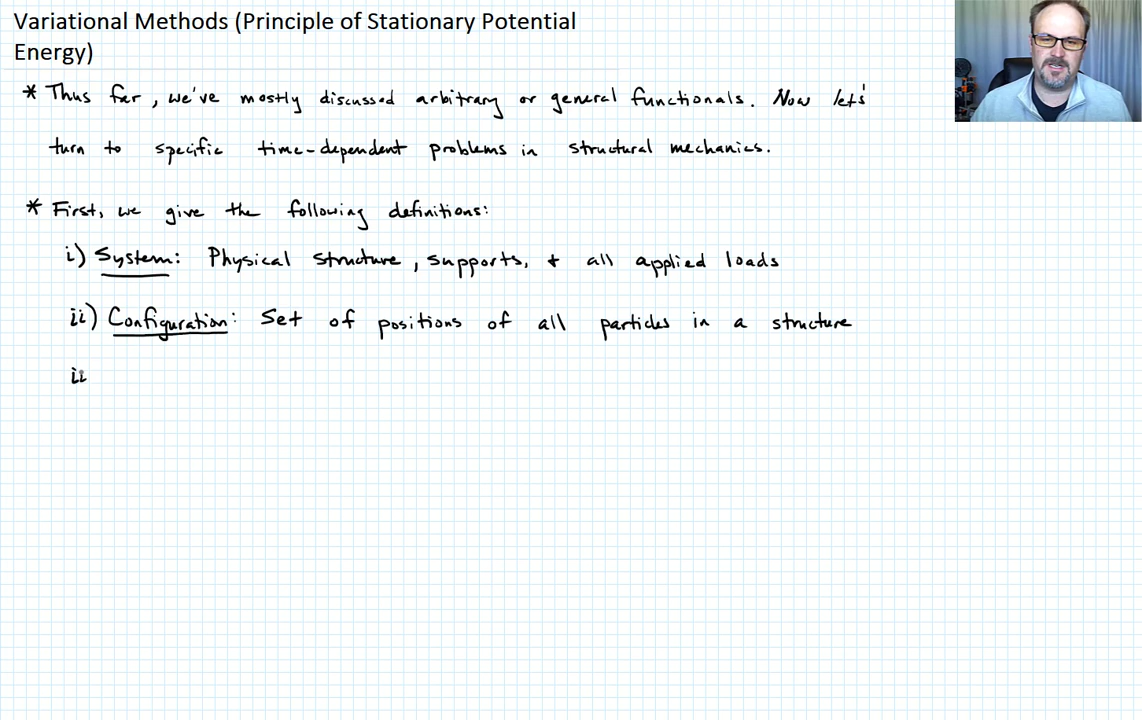 Variational Methods (Principle of Stationary Potential
Energy)
* Thus far, we've mostly discussed arbitrary or general functionals. Now let's
turn to specific time-dependent problems in structural mechanics.
* First, we give the following definitions:
i) System: Physical structure, supports, + all applied loads
ii) Configuration: Set of positions of all particles in a structure
ii